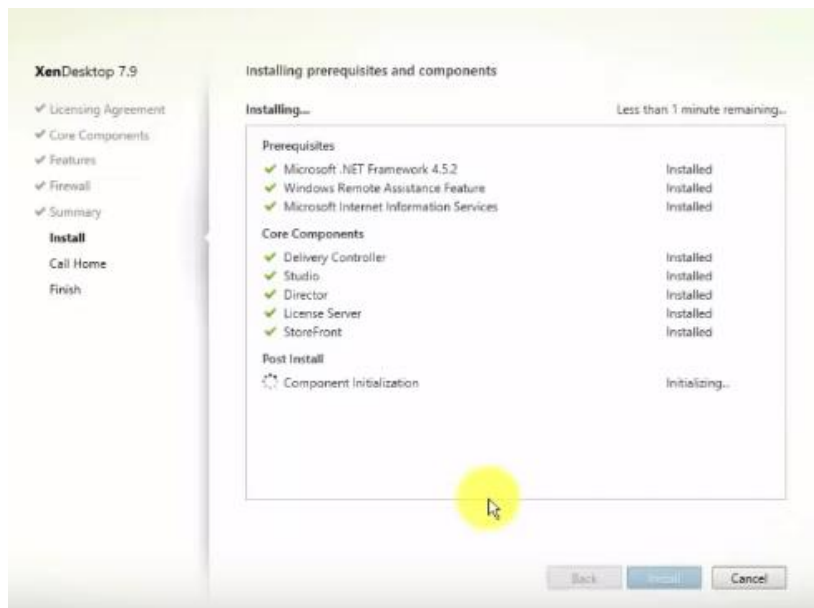 XenDesktop 7.9
Licensing Agreement
Core Components
Features
Firewall
Summary
Install
Call Home
Finish
Installing prerequisites and components
Installing... Less than 1 minute remaining...
Prerequisites
Microsoft .NET Framework 4.5.2 Installed
Windows Remote Assistance Feature Installed
Microsoft Internet Information Services Installed
Core Components
Delivery Controller Installed
Studio Installed
Director Installed
License Server Installed
StoreFront Installed
Post Install
Component Initialization Initializing...
Back Install Cancel